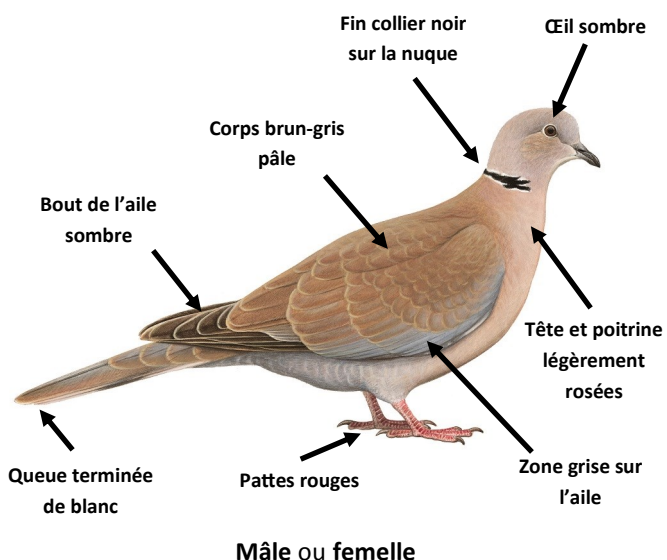 Fin collier noir
sur la nuque
Œil sombre
Corps brun-gris
pâle
Bout de l’aile
sombre
Tête et poitrine
légèrement
rosées
Queue terminée
de blanc
Pattes rouges
Zone grise sur
l’aile
Mâle ou femelle